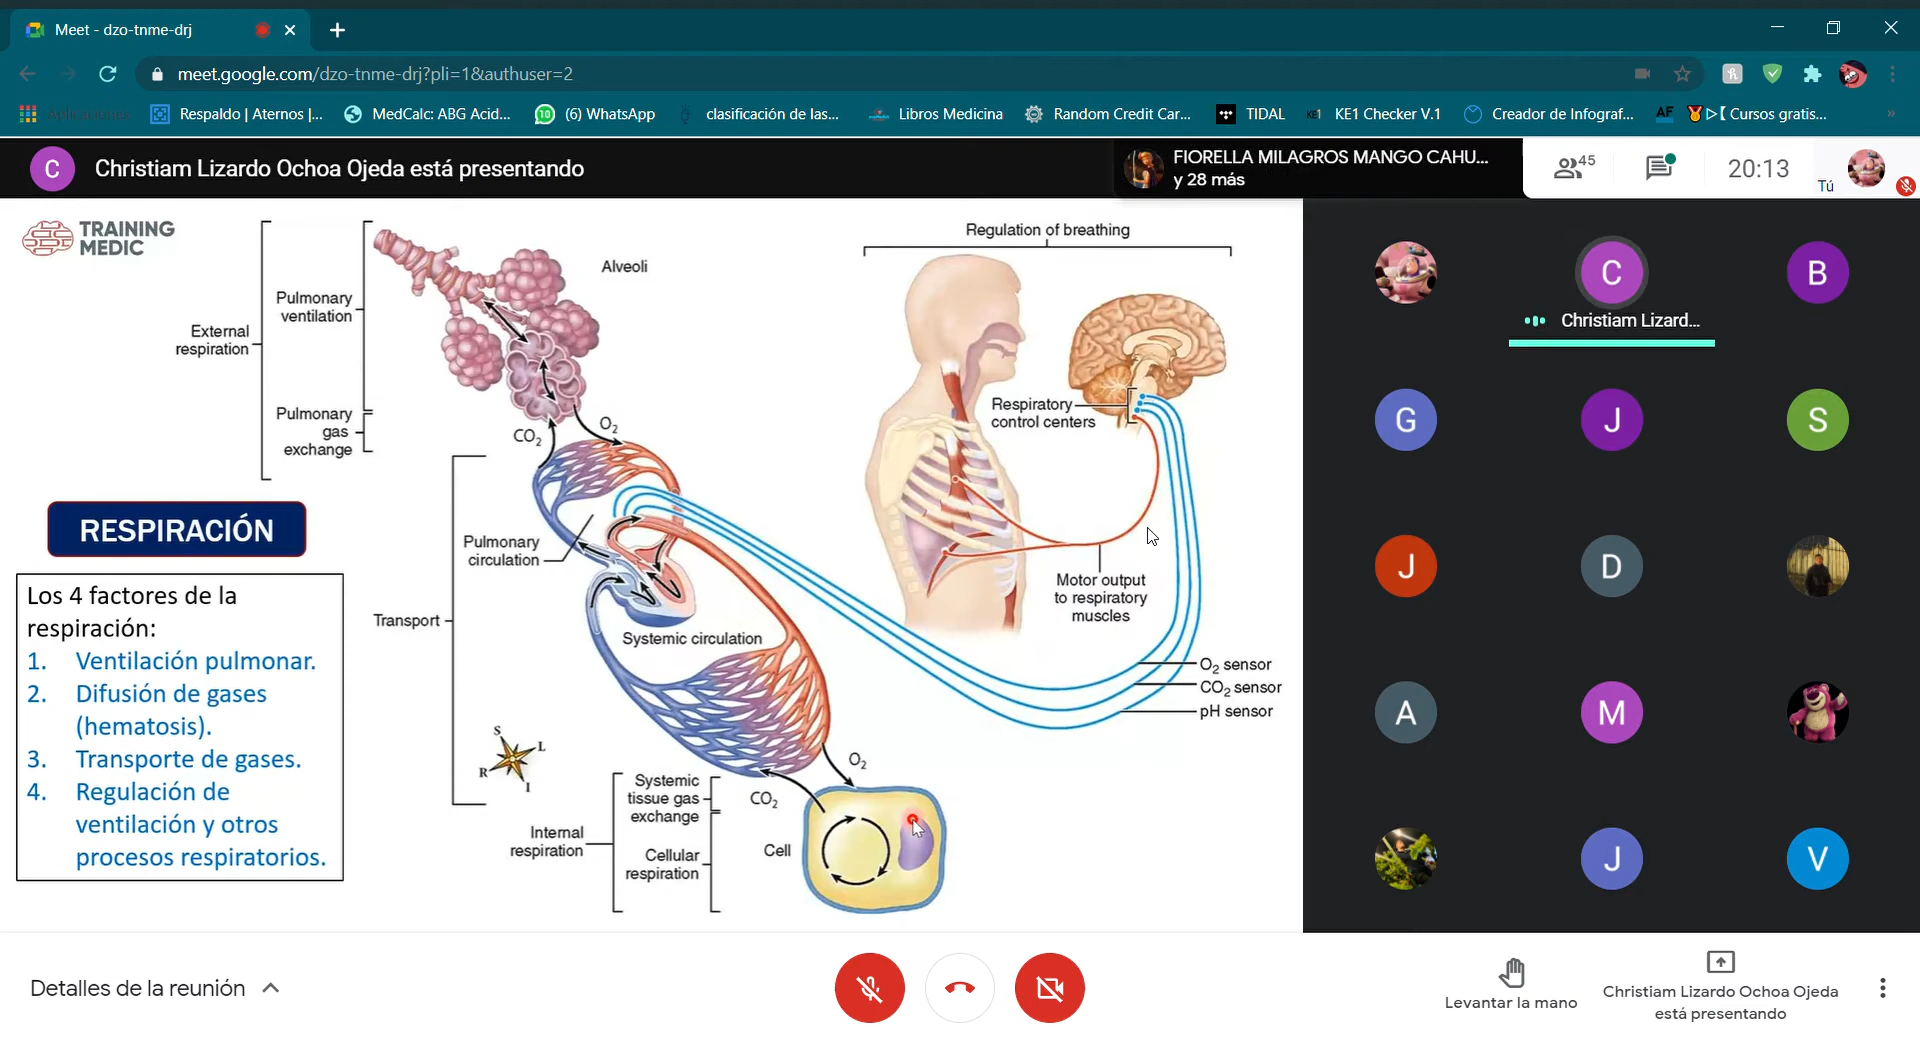 Meet - dzo-tnme-drj
meet.google.com/dzo-tnme-drj?pli=1&authuser=2
Aplicaciones
Respaldo | Aternos |...
MedCalc: ABG Acid...
(6) WhatsApp
clasificación de las...
Libros Medicina
Random Credit Car...
TIDAL
KE1 KE1 Checker V.1
Creador de Infograf...
AF
▷【 Cursos gratis...
»
C Christiam Lizardo Ochoa Ojeda está presentando
FIORELLA MILAGROS MANGO CAHU...
y 28 más
45
20:13
Tú
TRAINING
MEDIC
External
respiration
Pulmonary
ventilation
Pulmonary
gas
exchange
Alveoli
CO₂
O₂
Regulation of breathing
Respiratory
control centers
Motor output
to respiratory
muscles
O₂ sensor
CO₂ sensor
pH sensor
RESPIRACIÓN
Los 4 factores de la
respiración:
1. Ventilación pulmonar.
2. Difusión de gases
(hematosis).
3. Transporte de gases.
4. Regulación de
ventilación y otros
procesos respiratorios.
Pulmonary
circulation
Transport
Systemic circulation
S
L
R
I
O₂
CO₂
Systemic
tissue gas
exchange
Internal
respiration
Cellular
respiration
Cell
C
B
Christiam Lizard...
G
J
S
J
D
A
M
J
V
Detalles de la reunión
Levantar la mano
Christiam Lizardo Ochoa Ojeda
está presentando